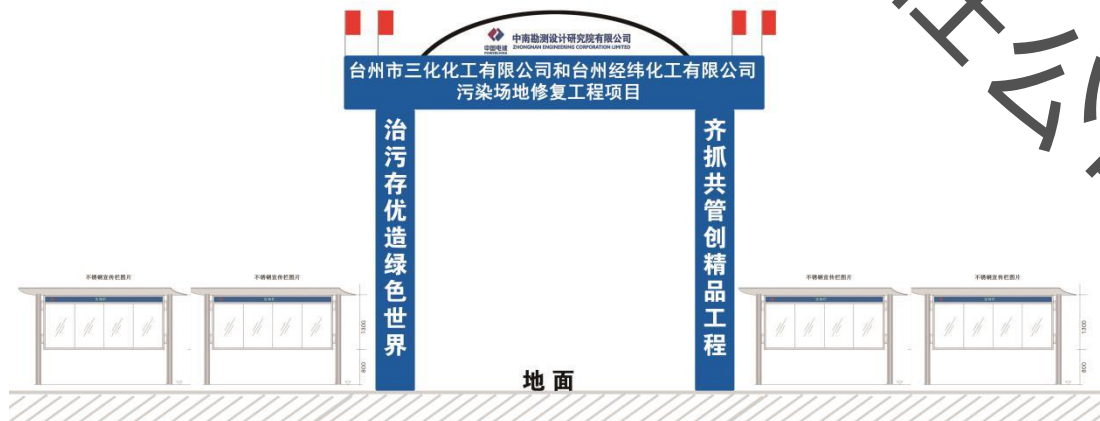 中国电建
POWERCHINA
中南勘测设计研究院有限公司
ZHONGNAN ENGINEERING CORPORATION LIMITED
台州市三化化工有限公司和台州经纬化工有限公司
污染场地修复工程项目
治污存优造绿色世界
齐抓共管创精品工程
不锈钢宣传栏图片
不锈钢宣传栏图片
不锈钢宣传栏图片
不锈钢宣传栏图片
1300
800
1300
800
地面